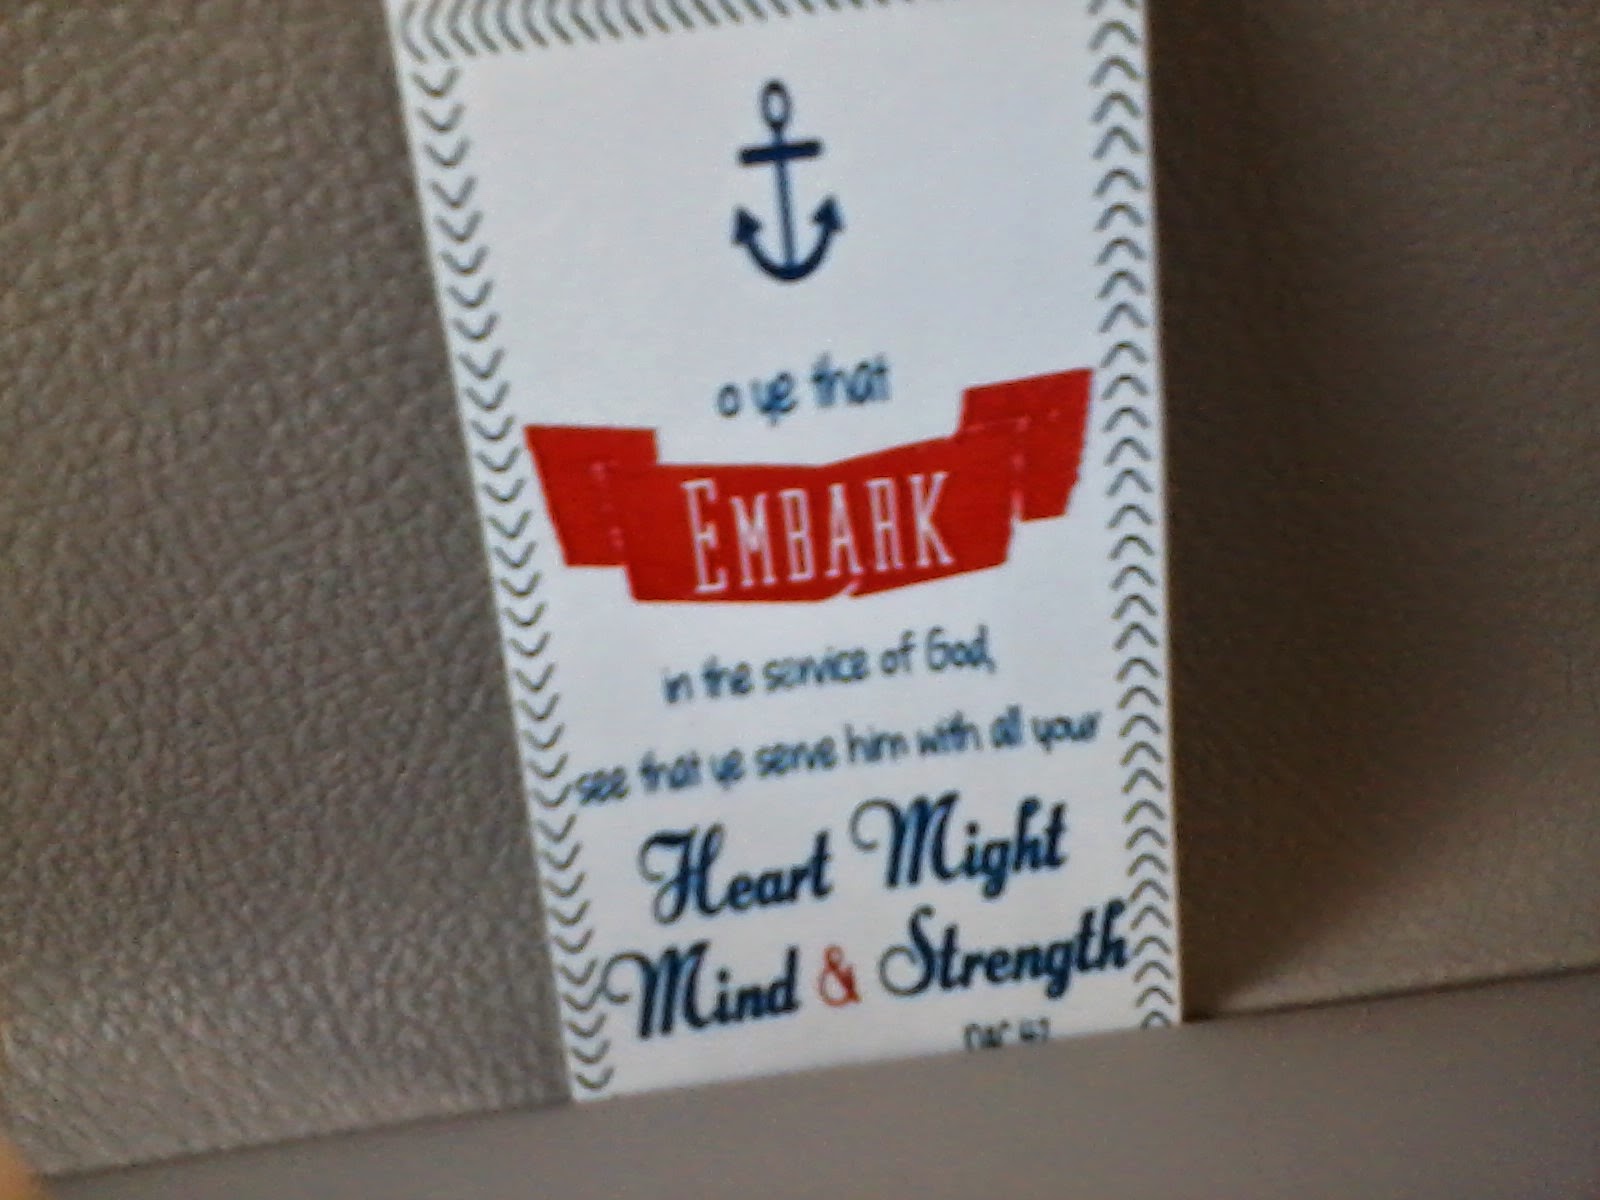 o ye that
EMBARK
in the service of God,
see that ye serve him with all your
Heart Might
Mind & Strength